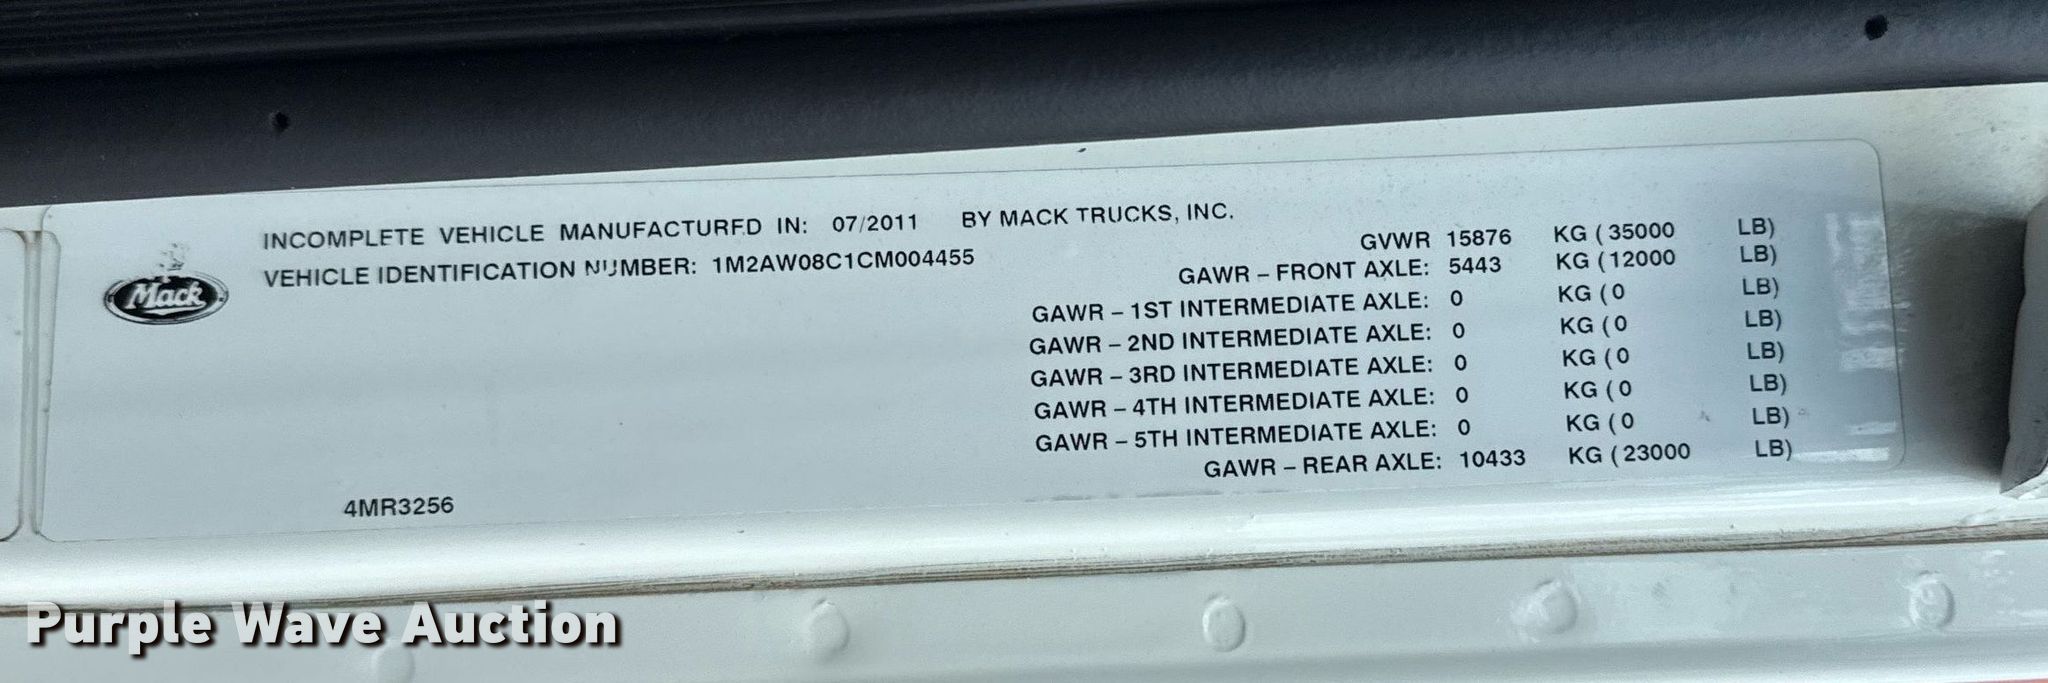 INCOMPLETE VEHICLE MANUFACTURED IN: 07/2011 BY MACK TRUCKS, INC.
VEHICLE IDENTIFICATION NUMBER: 1M2AW08C1CM004455
Mack
GVWR 15876 KG (35000 LB)
GAWR – FRONT AXLE: 5443 KG (12000 LB)
GAWR – 1ST INTERMEDIATE AXLE: 0 KG (0 LB)
GAWR – 2ND INTERMEDIATE AXLE: 0 KG (0 LB)
GAWR – 3RD INTERMEDIATE AXLE: 0 KG (0 LB)
GAWR – 4TH INTERMEDIATE AXLE: 0 KG (0 LB)
GAWR – 5TH INTERMEDIATE AXLE: 0 KG (0 LB)
GAWR – REAR AXLE: 10433 KG (23000 LB)
4MR3256
Purple Wave Auction